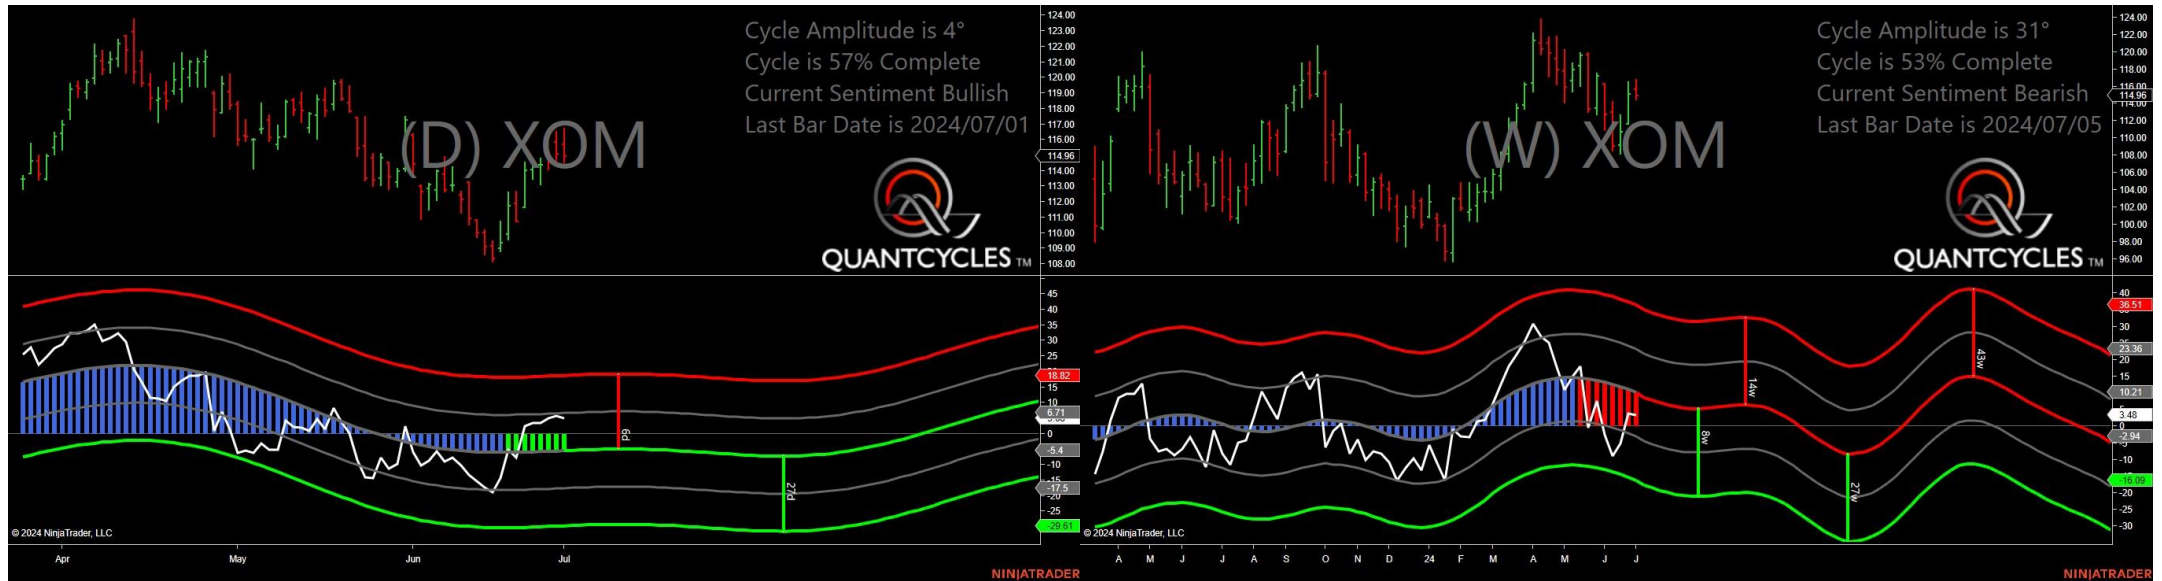 Cycle Amplitude is 4°
Cycle is 57% Complete
Current Sentiment Bullish
Last Bar Date is 2024/07/01
(D) XOM
QUANTCYCLES TM
124.00
122.00
121.00
120.00
119.00
118.00
117.00
116.00
114.96
114.00
113.00
112.00
111.00
110.00
109.00
108.00
45
40
35
30
25
18.82
15
10
6.71
0
-5.4
-10
-15
-17.5
-20
-25
-29.61
6d
27d
© 2024 NinjaTrader, LLC
Apr May Jun Jul
NINJATRADER
Cycle Amplitude is 31°
Cycle is 53% Complete
Current Sentiment Bearish
Last Bar Date is 2024/07/05
(W) XOM
QUANTCYCLES TM
124.00
122.00
120.00
118.00
116.00
114.96
114.00
112.00
110.00
108.00
106.00
104.00
102.00
100.00
98.00
96.00
40
36.51
30
23.36
20
15
10.21
3.48
0
-2.94
-10
-16.09
-20
-25
-30
14w
8w
27w
43w
© 2024 NinjaTrader, LLC
A M J J A S O N D 24 F M A M J J
NINJATRADER